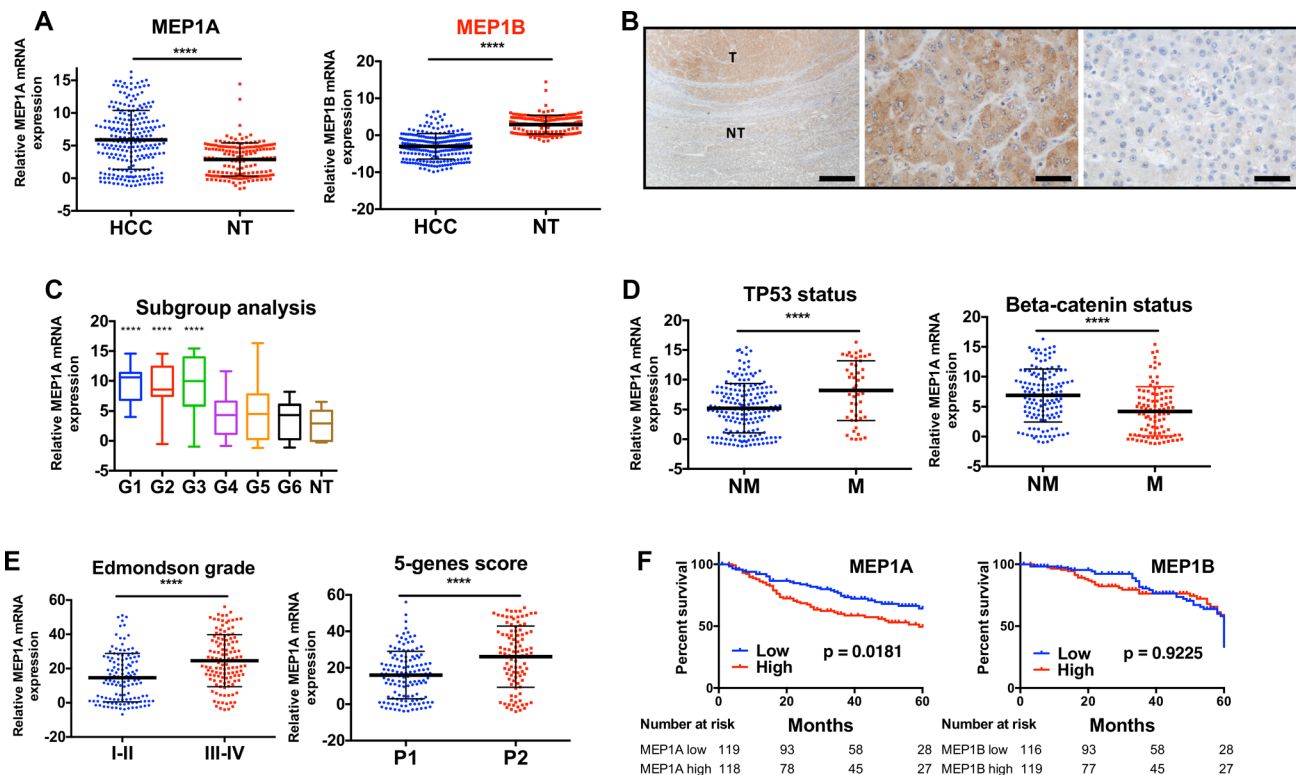 A
MEP1A
****
Relative MEP1A mRNA
expression
15
10
5
0
-5
HCC
NT
MEP1B
****
Relative MEP1B mRNA
expression
20
10
0
-10
-20
HCC
NT
B
T
NT
C
Subgroup analysis
**** **** ****
Relative MEP1A mRNA
expression
20
15
10
5
0
-5
G1 G2 G3 G4 G5 G6 NT
D
TP53 status
****
Relative MEP1A mRNA
expression
20
15
10
5
0
-5
NM
M
Beta-catenin status
****
Relative MEP1A mRNA
expression
20
15
10
5
0
-5
NM
M
E
Edmondson grade
****
Relative MEP1A mRNA
expression
60
40
20
0
-20
I-II
III-IV
5-genes score
****
Relative MEP1A mRNA
expression
60
40
20
0
-20
P1
P2
F
MEP1A
Percent survival
100
50
0
Low
High
p = 0.0181
0 20 40 60
Months
Number at risk
MEP1A low 119 93 58 28
MEP1A high 118 78 45 27
MEP1B
Percent survival
100
50
0
Low
High
p = 0.9225
0 20 40 60
Months
Number at risk
MEP1B low 116 93 58 28
MEP1B high 119 77 45 27